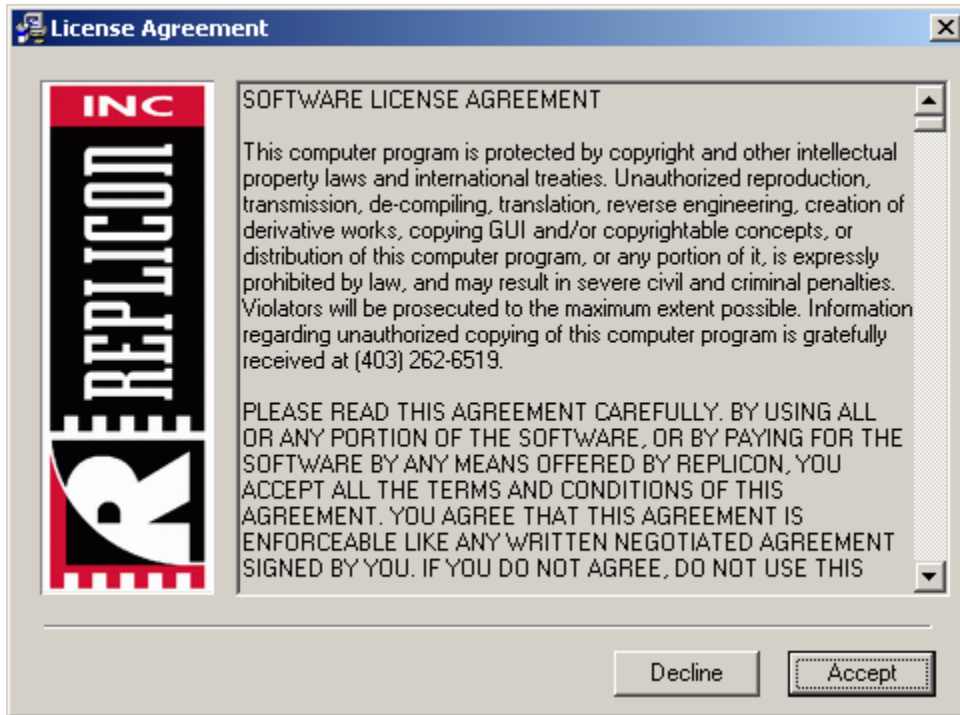 License Agreement
INC
REPLICON
R
SOFTWARE LICENSE AGREEMENT
This computer program is protected by copyright and other intellectual
property laws and international treaties. Unauthorized reproduction,
transmission, de-compiling, translation, reverse engineering, creation of
derivative works, copying GUI and/or copyrightable concepts, or
distribution of this computer program, or any portion of it, is expressly
prohibited by law, and may result in severe civil and criminal penalties.
Violators will be prosecuted to the maximum extent possible. Information
regarding unauthorized copying of this computer program is gratefully
received at (403) 262-6519.
PLEASE READ THIS AGREEMENT CAREFULLY. BY USING ALL
OR ANY PORTION OF THE SOFTWARE, OR BY PAYING FOR THE
SOFTWARE BY ANY MEANS OFFERED BY REPLICON, YOU
ACCEPT ALL THE TERMS AND CONDITIONS OF THIS
AGREEMENT. YOU AGREE THAT THIS AGREEMENT IS
ENFORCEABLE LIKE ANY WRITTEN NEGOTIATED AGREEMENT
SIGNED BY YOU. IF YOU DO NOT AGREE, DO NOT USE THIS
Decline
Accept